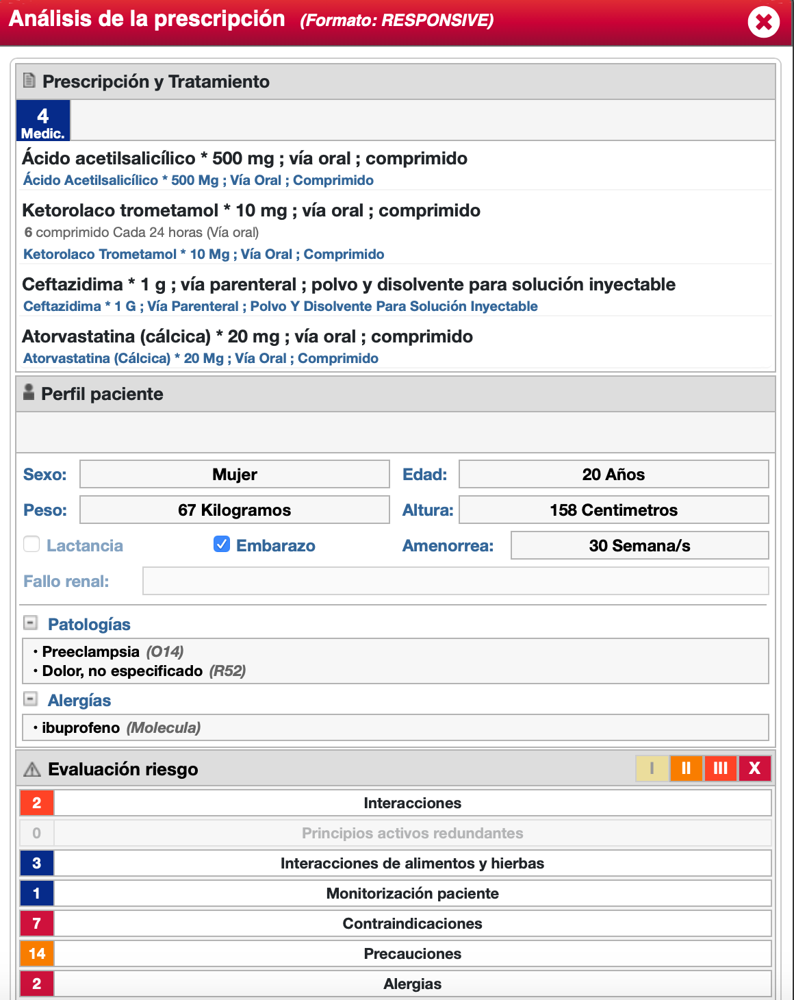 Análisis de la prescripción (Formato: RESPONSIVE)
Prescripción y Tratamiento
4
Medic.
Ácido acetilsalicílico * 500 mg ; vía oral ; comprimido
Ácido Acetilsalicílico * 500 Mg ; Vía Oral ; Comprimido
Ketorolaco trometamol * 10 mg ; vía oral ; comprimido
6 comprimido Cada 24 horas (Vía oral)
Ketorolaco Trometamol * 10 Mg ; Vía Oral ; Comprimido
Ceftazidima * 1 g ; vía parenteral ; polvo y disolvente para solución inyectable
Ceftazidima * 1 G ; Vía Parenteral ; Polvo Y Disolvente Para Solución Inyectable
Atorvastatina (cálcica) * 20 mg ; vía oral ; comprimido
Atorvastatina (Cálcica) * 20 Mg ; Vía Oral ; Comprimido
Perfil paciente
Sexo: Mujer Edad: 20 Años
Peso: 67 Kilogramos Altura: 158 Centimetros
Lactancia Embarazo Amenorrea: 30 Semana/s
Fallo renal:
Patologías
· Preeclampsia (O14)
· Dolor, no especificado (R52)
Alergías
· ibuprofeno (Molecula)
Evaluación riesgo I II III X
2 Interacciones
0 Principios activos redundantes
3 Interacciones de alimentos y hierbas
1 Monitorización paciente
7 Contraindicaciones
14 Precauciones
2 Alergias